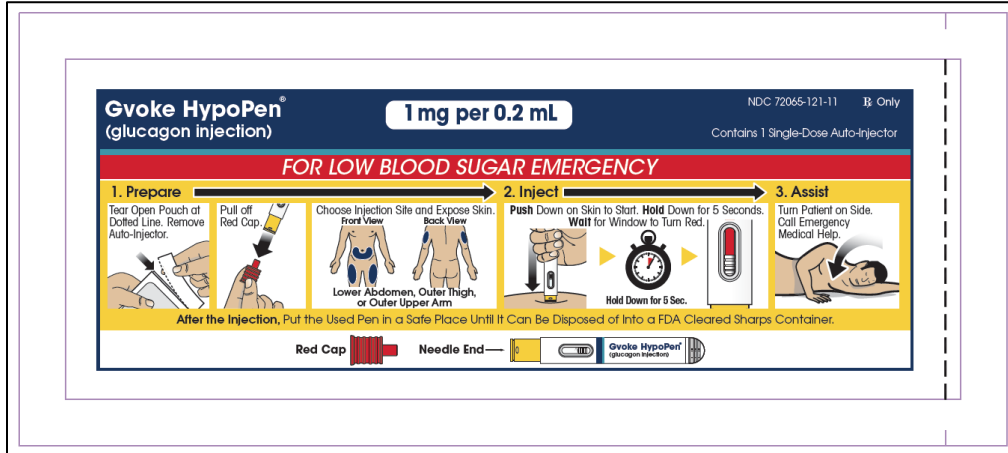 Gvoke HypoPen®
(glucagon injection)
1 mg per 0.2 mL
NDC 72065-121-11 ℞ Only
Contains 1 Single-Dose Auto-Injector
FOR LOW BLOOD SUGAR EMERGENCY
1. Prepare
Tear Open Pouch at
Dotted Line. Remove
Auto-Injector.
Pull off
Red Cap.
Choose Injection Site and Expose Skin.
Front View Back View
Lower Abdomen, Outer Thigh,
or Outer Upper Arm
2. Inject
Push Down on Skin to Start. Hold Down for 5 Seconds.
Wait for Window to Turn Red.
Hold Down for 5 Sec.
3. Assist
Turn Patient on Side.
Call Emergency
Medical Help.
After the Injection, Put the Used Pen in a Safe Place Until It Can Be Disposed of Into a FDA Cleared Sharps Container.
Red Cap
Needle End
Gvoke HypoPen®
(glucagon injection)